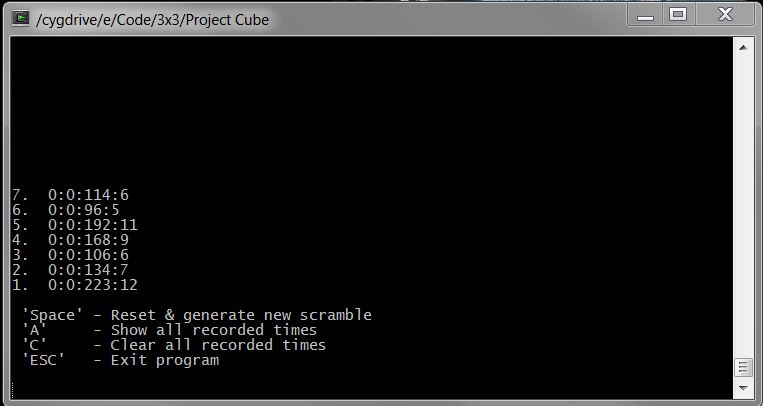 /cygdrive/e/Code/3x3/Project Cube
7.  0:0:114:6
6.  0:0:96:5
5.  0:0:192:11
4.  0:0:168:9
3.  0:0:106:6
2.  0:0:134:7
1.  0:0:223:12
'Space' - Reset & generate new scramble
'A'     - Show all recorded times
'C'     - Clear all recorded times
'ESC'   - Exit program